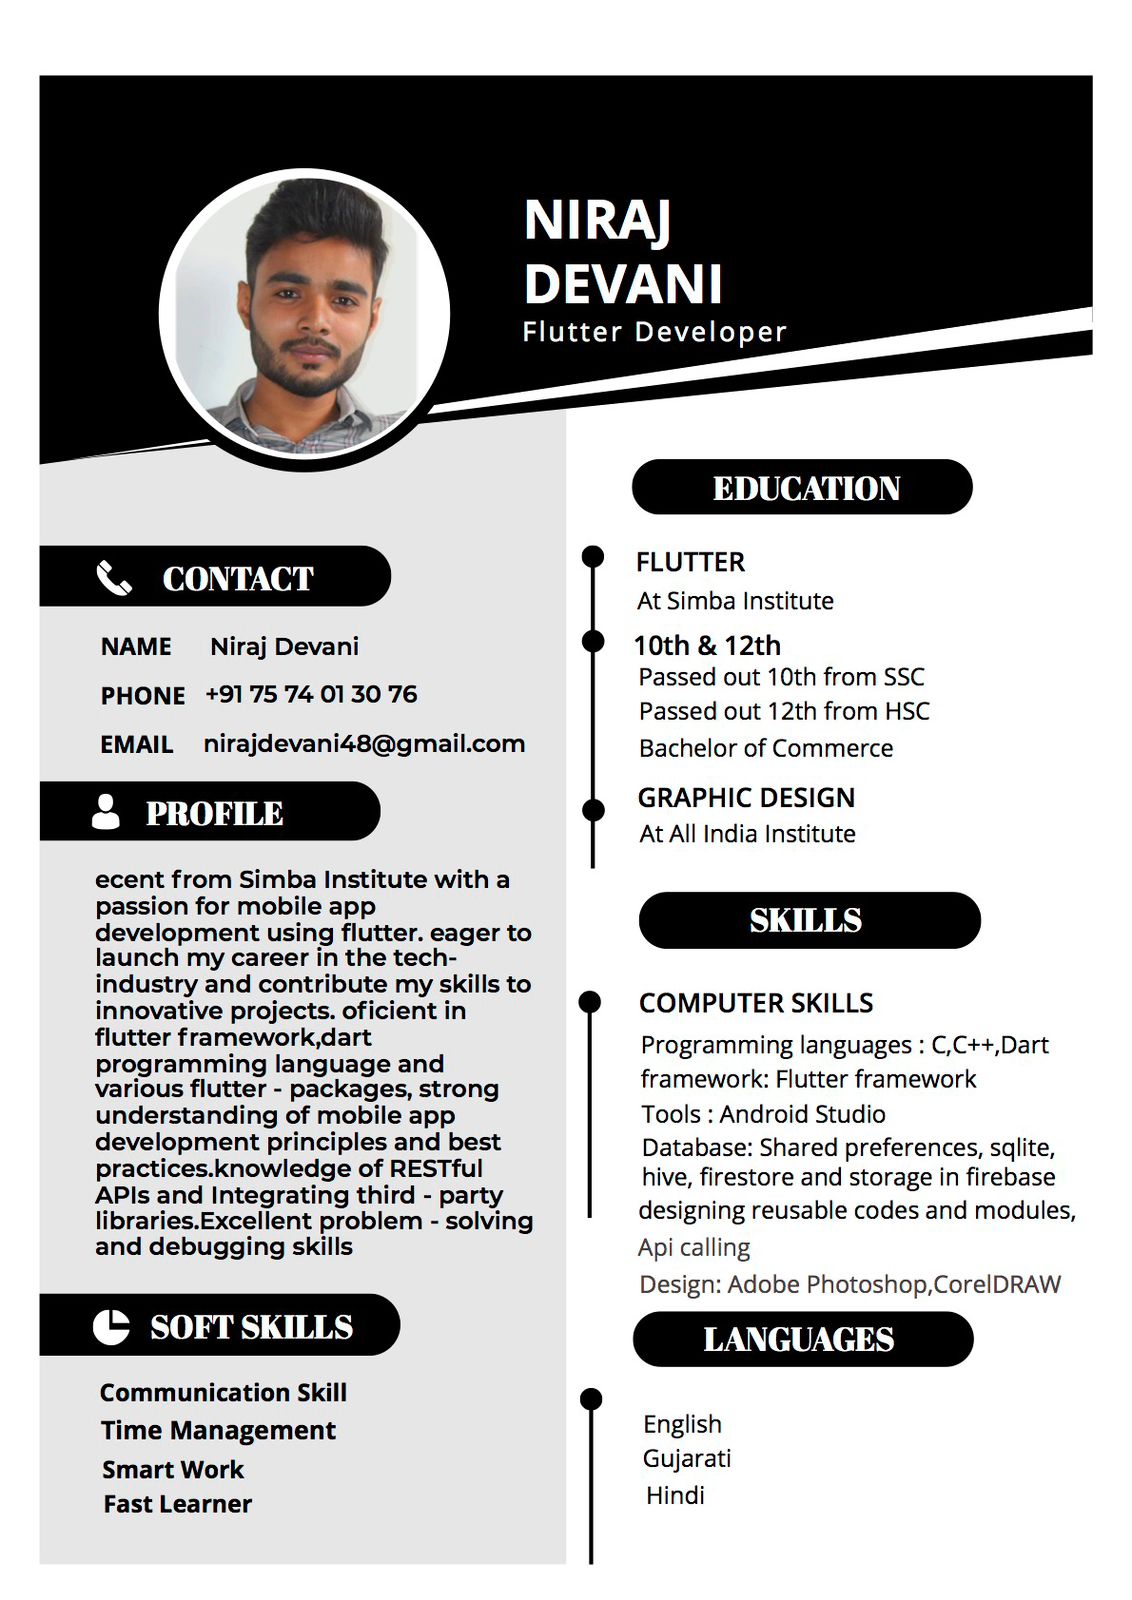 NIRAJ
DEVANI
Flutter Developer
CONTACT
NAME Niraj Devani
PHONE +91 75 74 01 30 76
EMAIL nirajdevani48@gmail.com
PROFILE
ecent from Simba Institute with a
passion for mobile app
development using flutter. eager to
launch my career in the tech-
industry and contribute my skills to
innovative projects. oficient in
flutter framework,dart
programming language and
various flutter - packages, strong
understanding of mobile app
development principles and best
practices.knowledge of RESTful
APIs and Integrating third - party
libraries.Excellent problem - solving
and debugging skills
SOFT SKILLS
Communication Skill
Time Management
Smart Work
Fast Learner
EDUCATION
FLUTTER
At Simba Institute
10th & 12th
Passed out 10th from SSC
Passed out 12th from HSC
Bachelor of Commerce
GRAPHIC DESIGN
At All India Institute
SKILLS
COMPUTER SKILLS
Programming languages : C,C++,Dart
framework: Flutter framework
Tools : Android Studio
Database: Shared preferences, sqlite,
hive, firestore and storage in firebase
designing reusable codes and modules,
Api calling
Design: Adobe Photoshop,CorelDRAW
LANGUAGES
English
Gujarati
Hindi